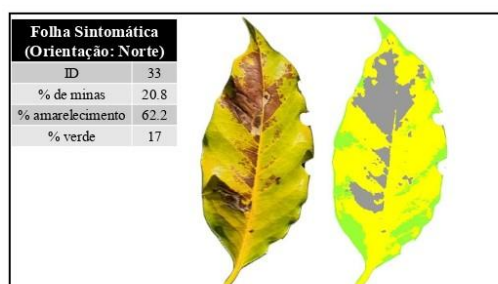 Folha Sintomática
(Orientação: Norte)
ID 33
% de minas 20.8
% amarelecimento 62.2
% verde 17